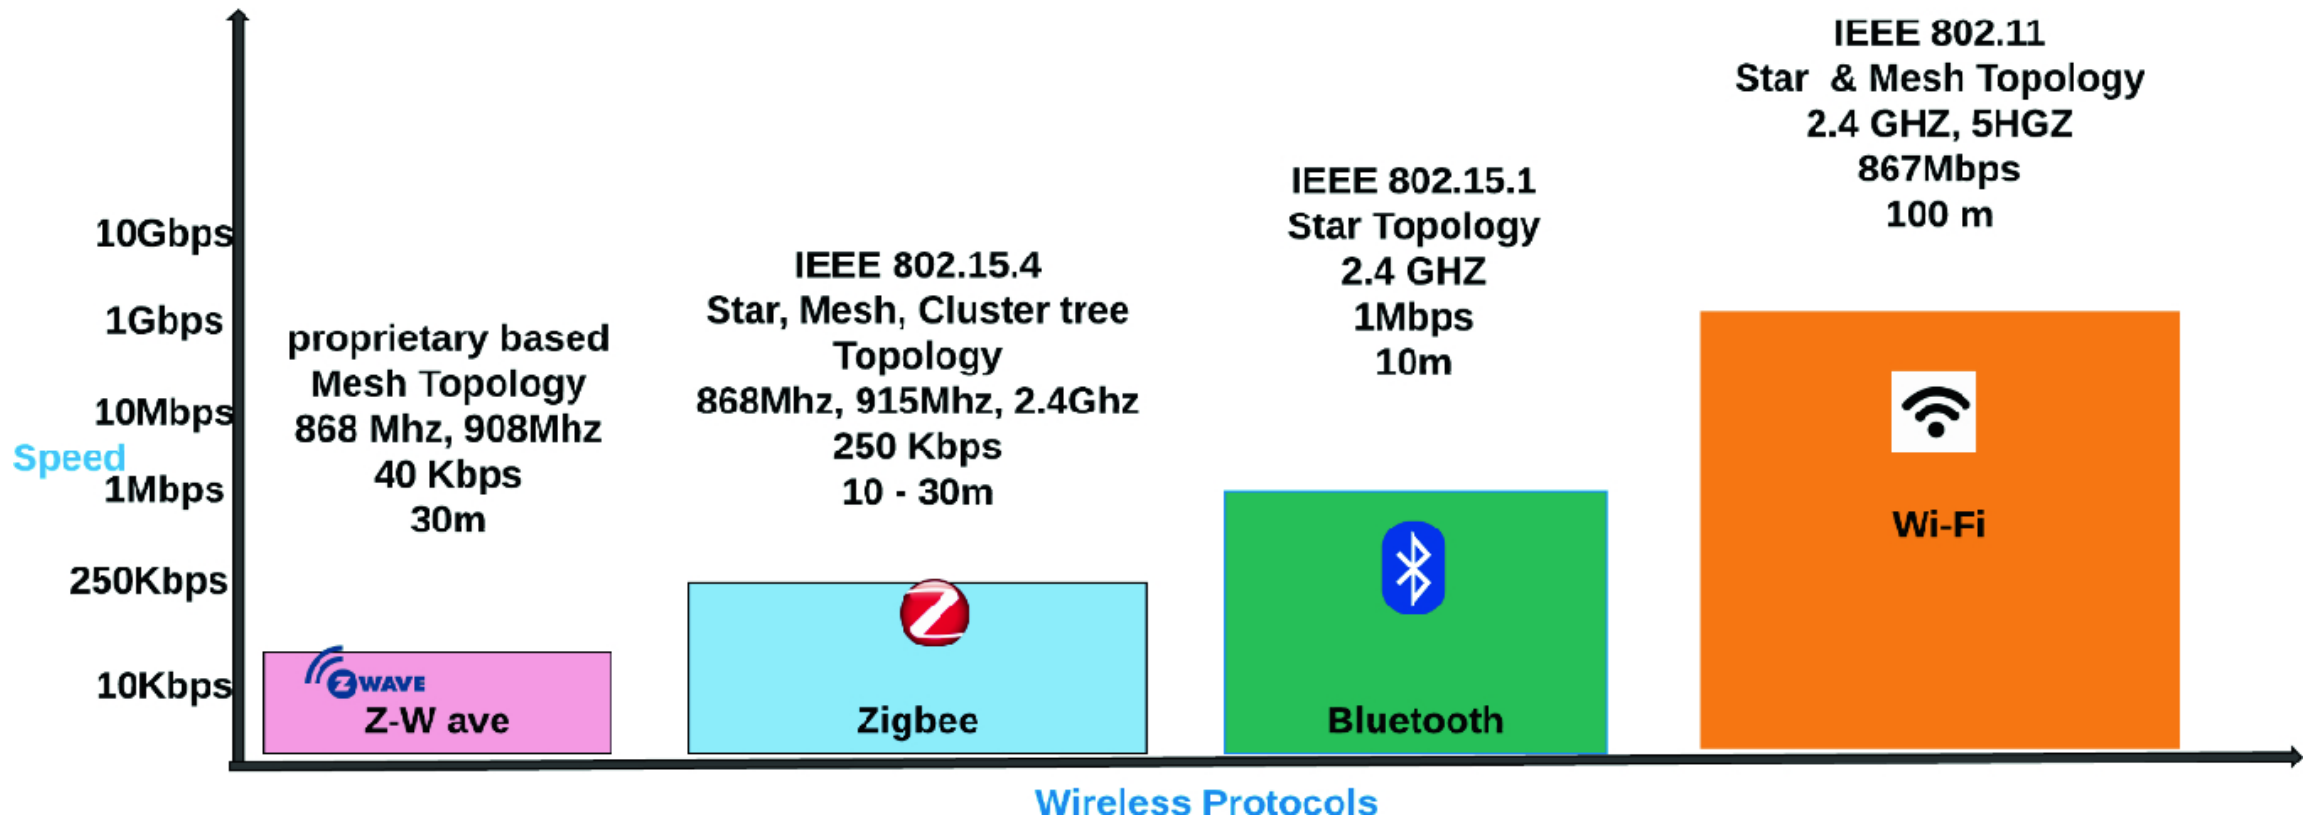 10Gbps
1Gbps
10Mbps
Speed
1Mbps
250Kbps
10Kbps
proprietary based
Mesh Topology
868 Mhz, 908Mhz
40 Kbps
30m
Z WAVE
Z-W ave
IEEE 802.15.4
Star, Mesh, Cluster tree
Topology
868Mhz, 915Mhz, 2.4Ghz
250 Kbps
10 - 30m
Z
Zigbee
IEEE 802.15.1
Star Topology
2.4 GHZ
1Mbps
10m
Bluetooth
IEEE 802.11
Star & Mesh Topology
2.4 GHZ, 5HGZ
867Mbps
100 m
Wi-Fi
Wireless Protocols